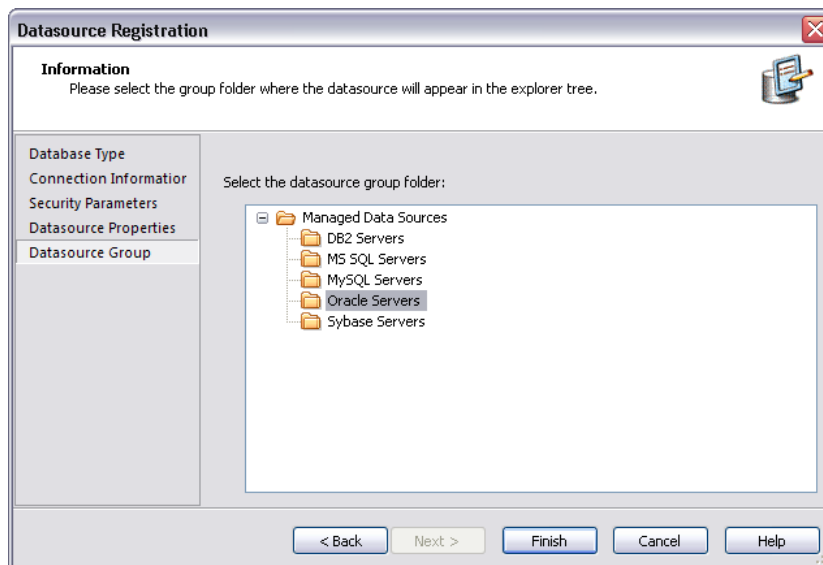 Datasource Registration
Information
Please select the group folder where the datasource will appear in the explorer tree.
Database Type
Connection Informatior
Security Parameters
Datasource Properties
Datasource Group
Select the datasource group folder:
Managed Data Sources
DB2 Servers
MS SQL Servers
MySQL Servers
Oracle Servers
Sybase Servers
< Back
Next >
Finish
Cancel
Help